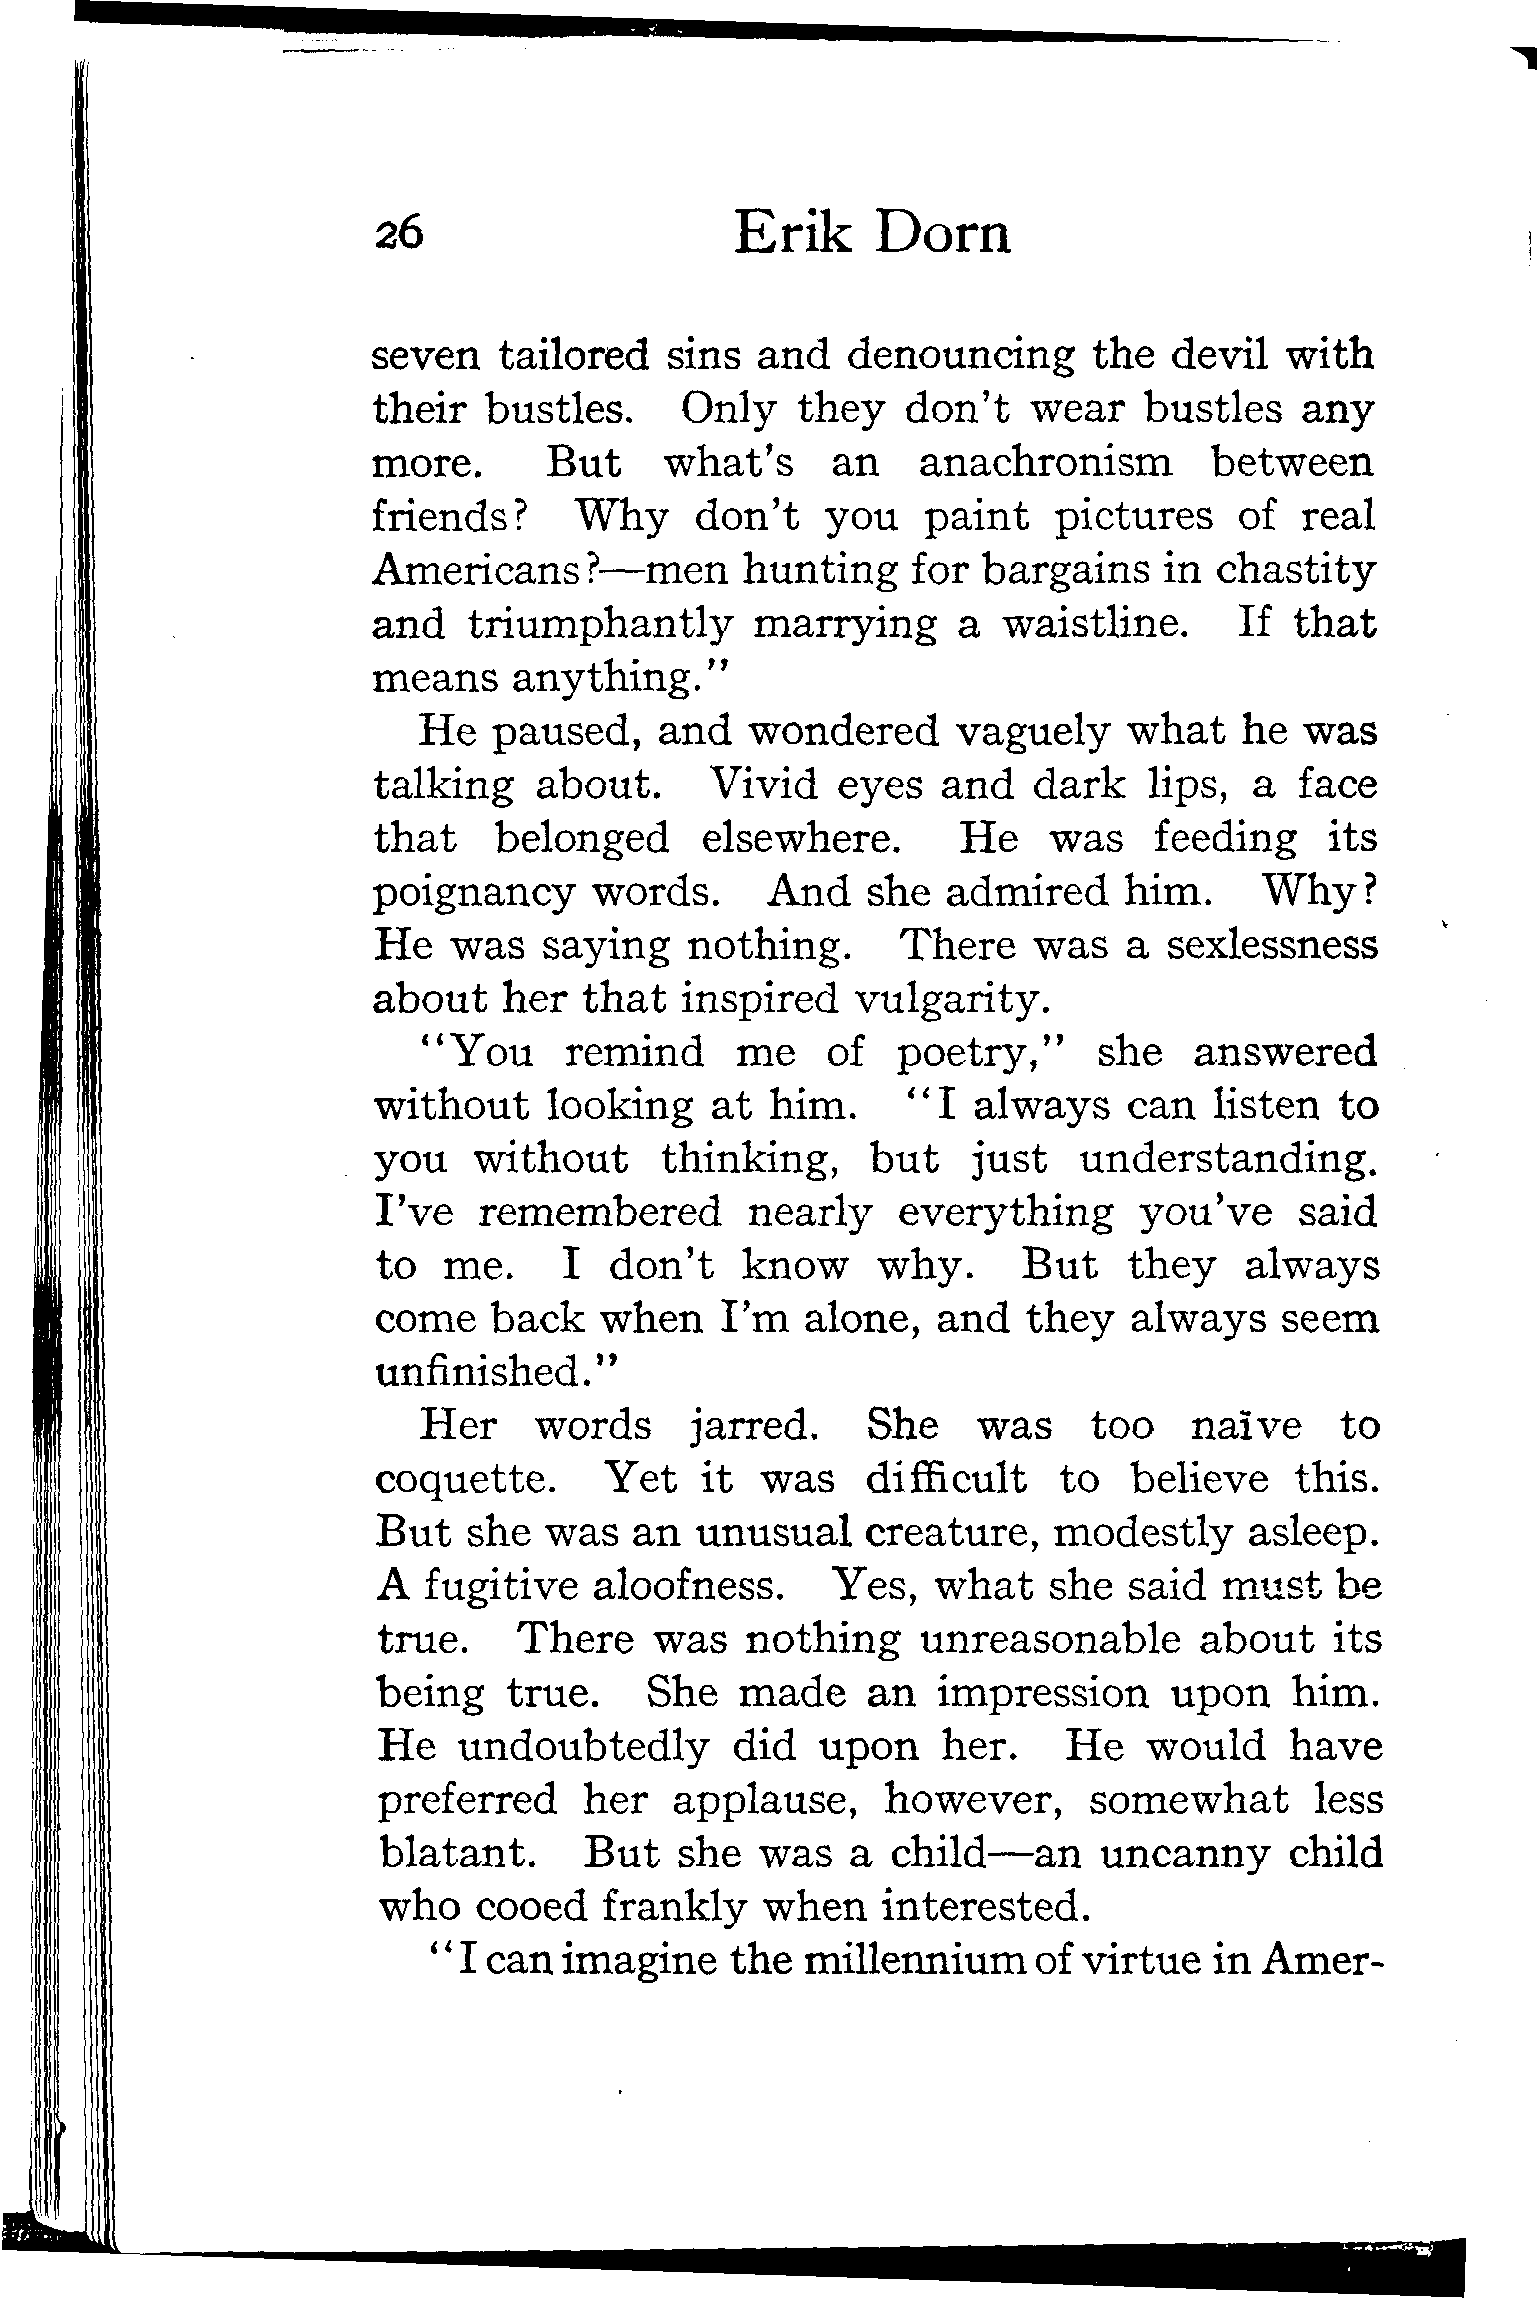 26 Erik Dorn
seven tailored sins and denouncing the devil with
their bustles. Only they don't wear bustles any
more. But what's an anachronism between
friends? Why don't you paint pictures of real
Americans?—men hunting for bargains in chastity
and triumphantly marrying a waistline. If that
means anything."
He paused, and wondered vaguely what he was
talking about. Vivid eyes and dark lips, a face
that belonged elsewhere. He was feeding its
poignancy words. And she admired him. Why?
He was saying nothing. There was a sexlessness
about her that inspired vulgarity.
"You remind me of poetry," she answered
without looking at him. "I always can listen to
you without thinking, but just understanding.
I've remembered nearly everything you've said
to me. I don't know why. But they always
come back when I'm alone, and they always seem
unfinished."
Her words jarred. She was too naïve to
coquette. Yet it was difficult to believe this.
But she was an unusual creature, modestly asleep.
A fugitive aloofness. Yes, what she said must be
true. There was nothing unreasonable about its
being true. She made an impression upon him.
He undoubtedly did upon her. He would have
preferred her applause, however, somewhat less
blatant. But she was a child—an uncanny child
who cooed frankly when interested.
"I can imagine the millennium of virtue in Amer-